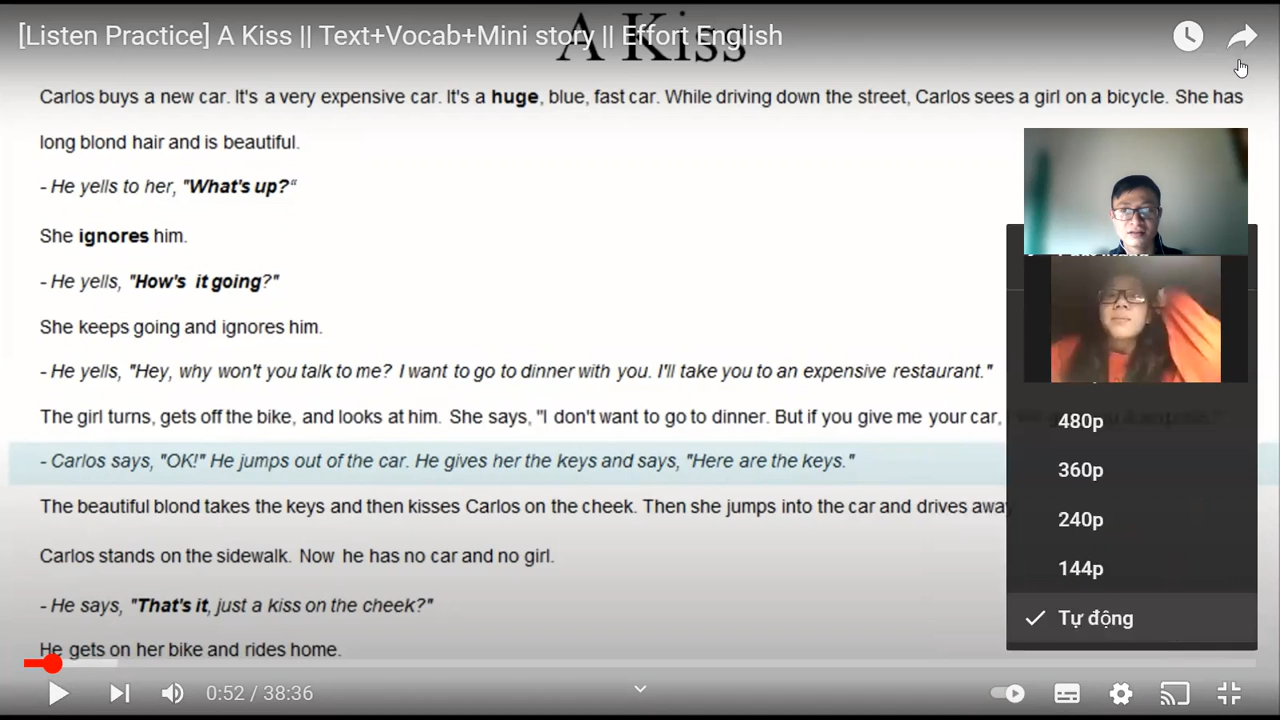 A Kiss
[Listen Practice] A Kiss || Text+Vocab+Mini story || Effort English
Carlos buys a new car. It's a very expensive car. It's a huge, blue, fast car. While driving down the street, Carlos sees a girl on a bicycle. She has
long blond hair and is beautiful.
- He yells to her, "What's up?“
She ignores him.
- He yells, "How's it going?"
She keeps going and ignores him.
- He yells, "Hey, why won't you talk to me? I want to go to dinner with you. I'll take you to an expensive restaurant."
The girl turns, gets off the bike, and looks at him. She says, "I don't want to go to dinner. But if you give me your car,
- Carlos says, "OK!" He jumps out of the car. He gives her the keys and says, "Here are the keys."
The beautiful blond takes the keys and then kisses Carlos on the cheek. Then she jumps into the car and drives away
Carlos stands on the sidewalk. Now he has no car and no girl.
- He says, "That's it, just a kiss on the cheek?"
He gets on her bike and rides home.
480p
360p
240p
144p
Tự động
0:52 / 38:36